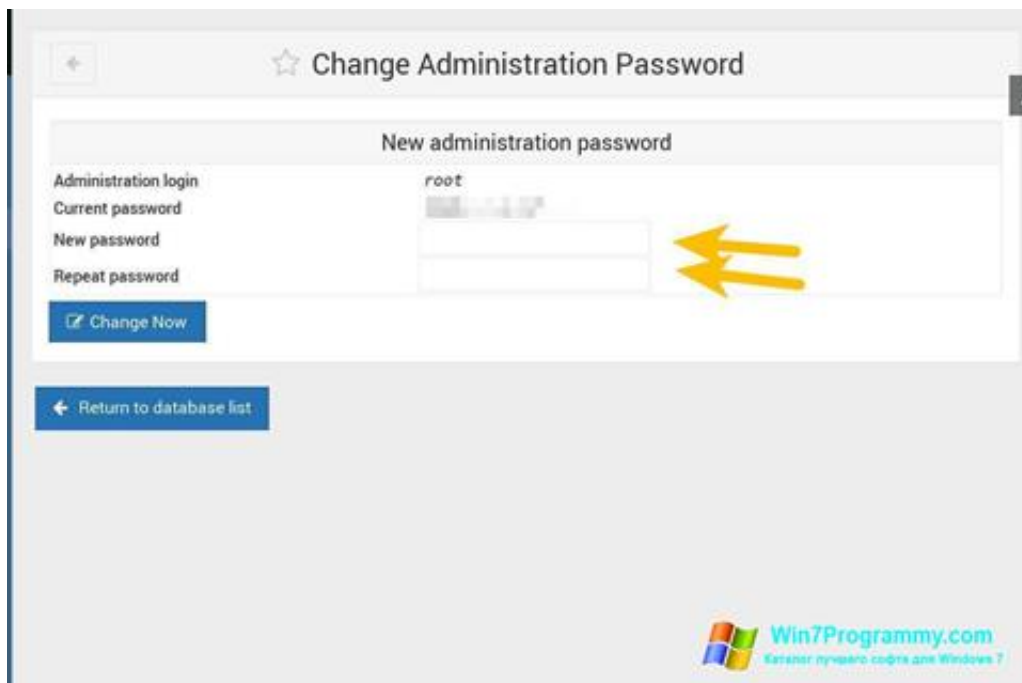 Change Administration Password
New administration password
Administration login root
Current password
New password
Repeat password
Change Now
Return to database list
Win7Programmy.com
Каталог лучшего софта для Windows 7